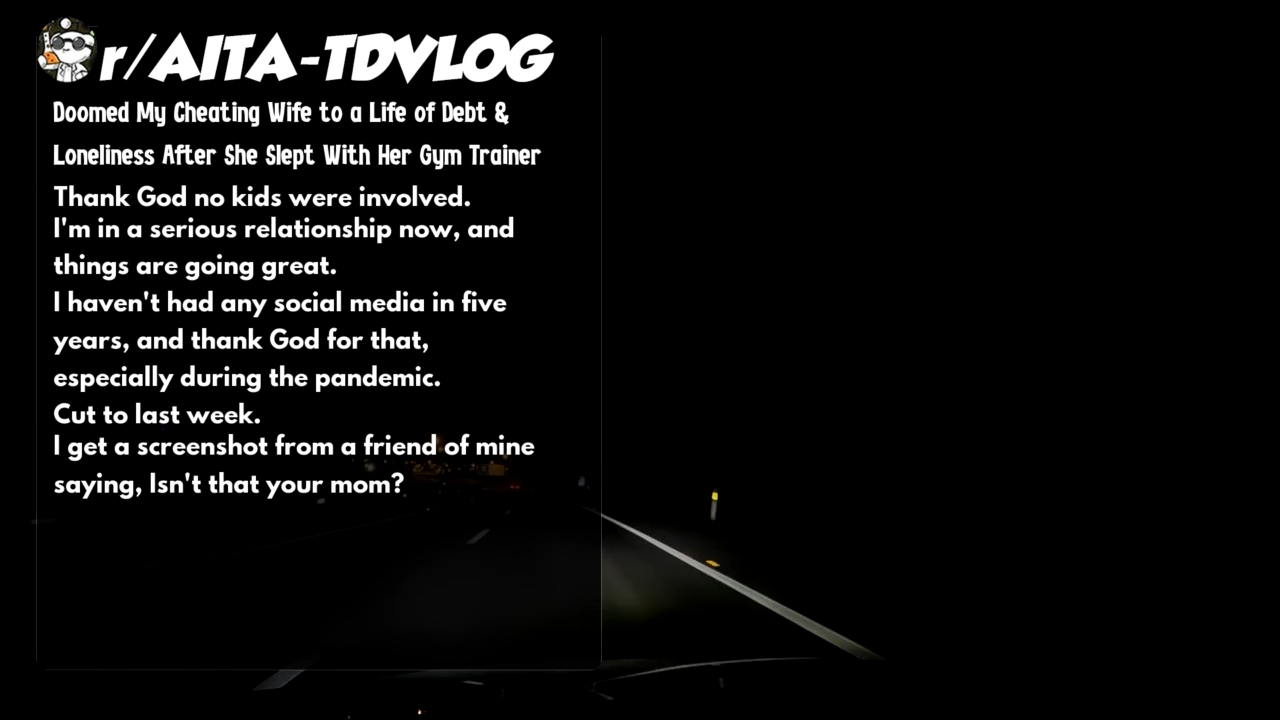 r/AITA-TDVLOG
Doomed My Cheating Wife to a Life of Debt &
Loneliness After She Slept With Her Gym Trainer
Thank God no kids were involved.
I'm in a serious relationship now, and
things are going great.
I haven't had any social media in five
years, and thank God for that,
especially during the pandemic.
Cut to last week.
I get a screenshot from a friend of mine
saying, Isn't that your mom?